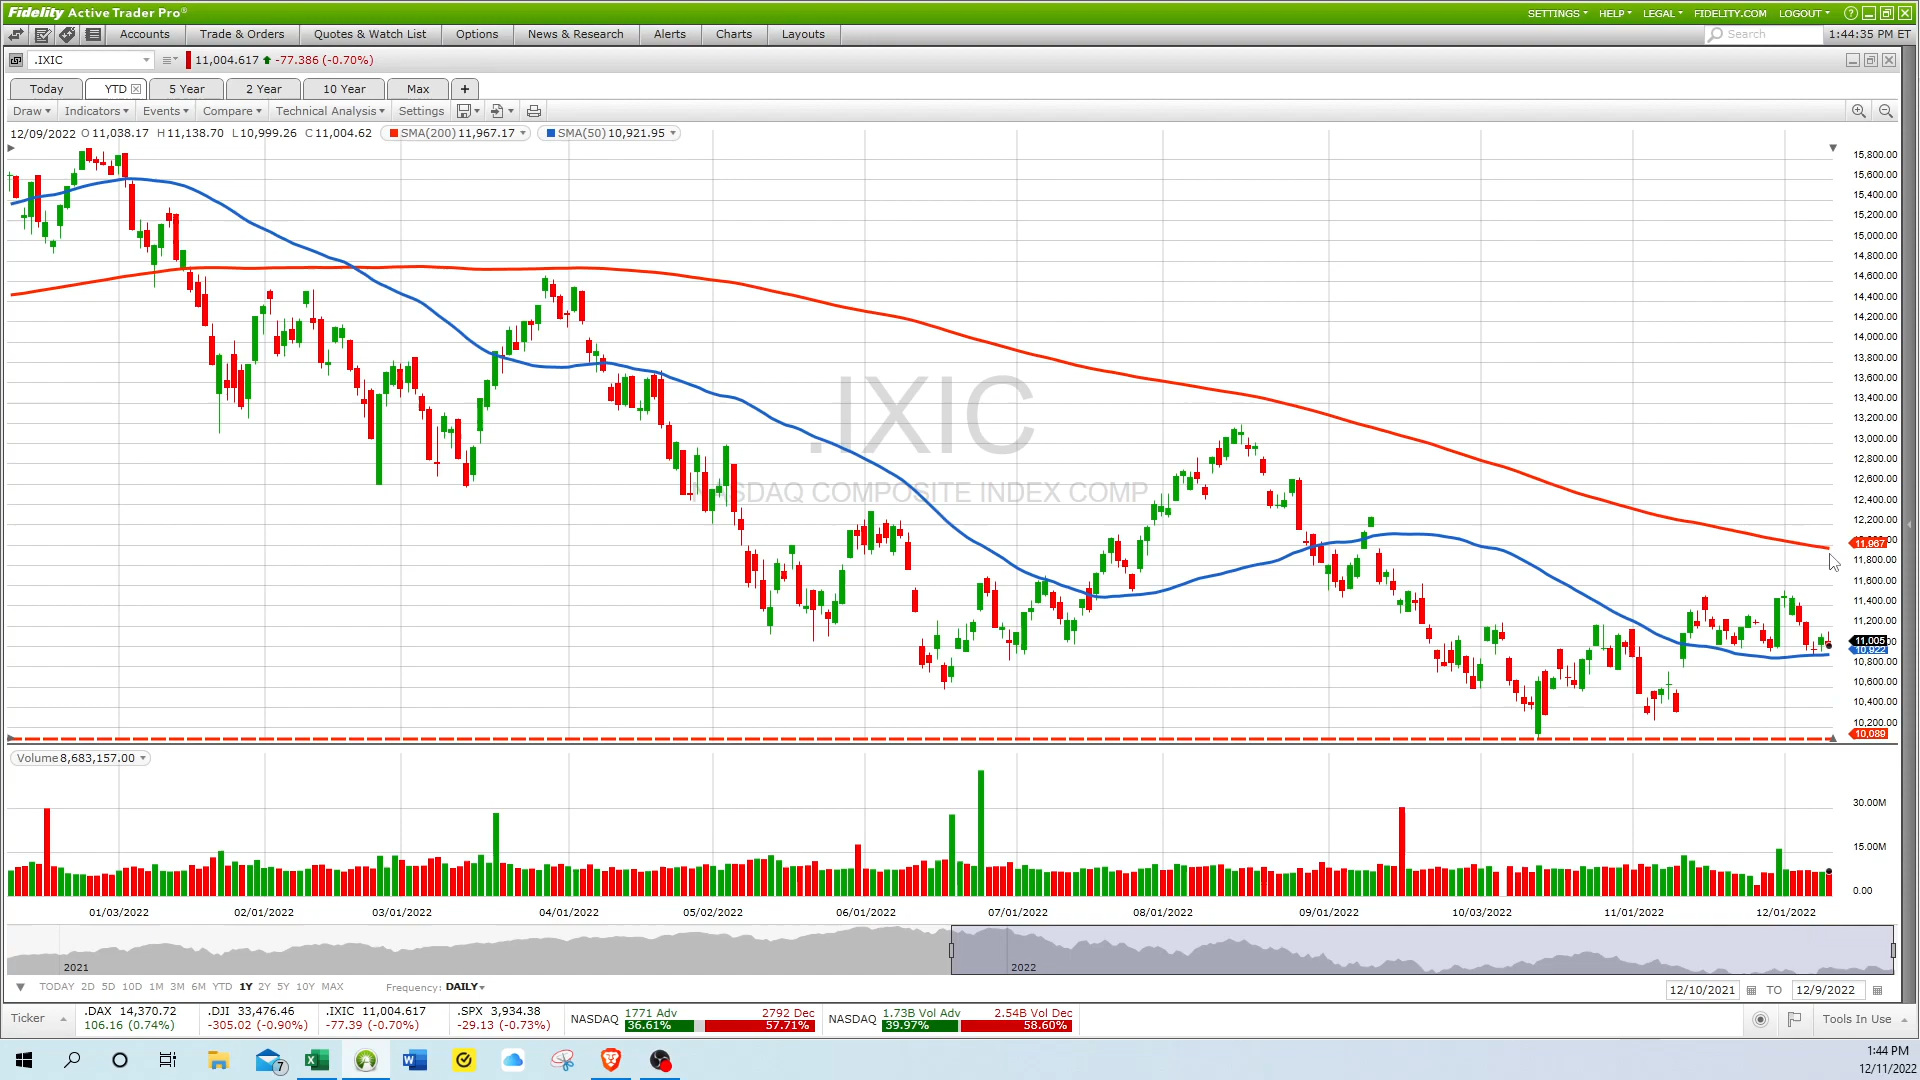 Fidelity Active Trader Pro®
SETTINGS HELP LEGAL FIDELITY.COM LOGOUT ?
Accounts Trade & Orders Quotes & Watch List Options News & Research Alerts Charts Layouts Search 1:44:35 PM ET
.IXIC 11,004.617 -77.386 (-0.70%)
Today YTD 5 Year 2 Year 10 Year Max +
Draw Indicators Events Compare Technical Analysis Settings
12/09/2022 O 11,038.17 H 11,138.70 L 10,999.26 C 11,004.62 SMA(200) 11,967.17 SMA(50) 10,921.95
15,800.00
15,600.00
15,400.00
15,200.00
15,000.00
14,800.00
14,600.00
14,400.00
14,200.00
14,000.00
13,800.00
13,600.00
13,400.00
13,200.00
13,000.00
12,800.00
12,600.00
12,400.00
12,200.00
11,967
11,800.00
11,600.00
11,400.00
11,200.00
11,005
10,922
10,800.00
10,600.00
10,400.00
10,200.00
10,089
.IXIC
NASDAQ COMPOSITE INDEX COMP
Volume 8,683,157.00
30.00M
15.00M
0.00
01/03/2022 02/01/2022 03/01/2022 04/01/2022 05/02/2022 06/01/2022 07/01/2022 08/01/2022 09/01/2022 10/03/2022 11/01/2022 12/01/2022
2021 2022
TODAY 2D 5D 10D 1M 3M 6M YTD 1Y 2Y 5Y 10Y MAX Frequency: DAILY 12/10/2021 TO 12/9/2022
Ticker .DAX 14,370.72 .DJI 33,476.46 .IXIC 11,004.617 .SPX 3,934.38 NASDAQ 1771 Adv 2792 Dec NASDAQ 1.73B Vol Adv 2.54B Vol Dec Tools In Use
106.16 (0.74%) -305.02 (-0.90%) -77.39 (-0.70%) -29.13 (-0.73%) 36.61% 57.71% 39.97% 58.60%
7
1:44 PM
12/11/2022